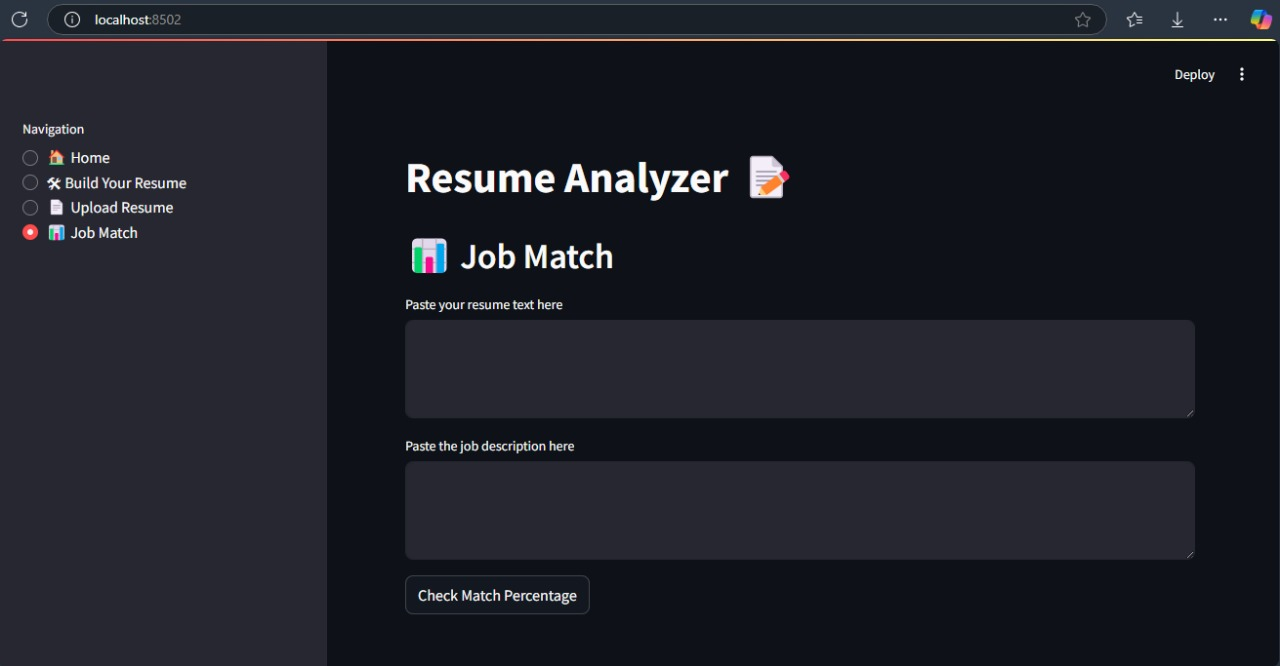 localhost:8502
Deploy
Navigation
🏠 Home
🛠 Build Your Resume
📄 Upload Resume
📊 Job Match
Resume Analyzer 📝
📊 Job Match
Paste your resume text here
Paste the job description here
Check Match Percentage